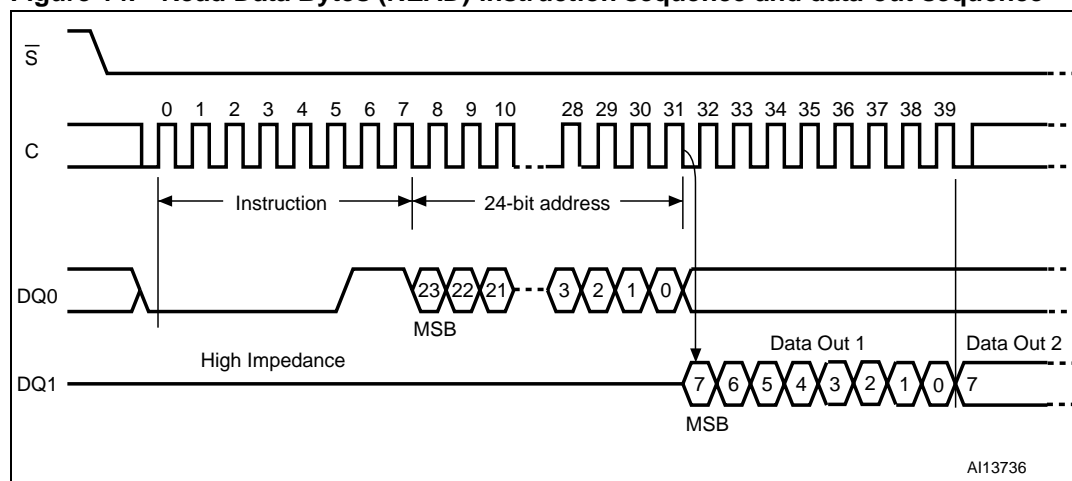 Figure 14. Read Data Bytes (READ) instruction sequence and data-out sequence
S
0 1 2 3 4 5 6 7 8 9 10 28 29 30 31 32 33 34 35 36 37 38 39
C
Instruction 24-bit address
DQ0 23 22 21 3 2 1 0
MSB
High Impedance Data Out 1 Data Out 2
DQ1 7 6 5 4 3 2 1 0 7
MSB
AI13736